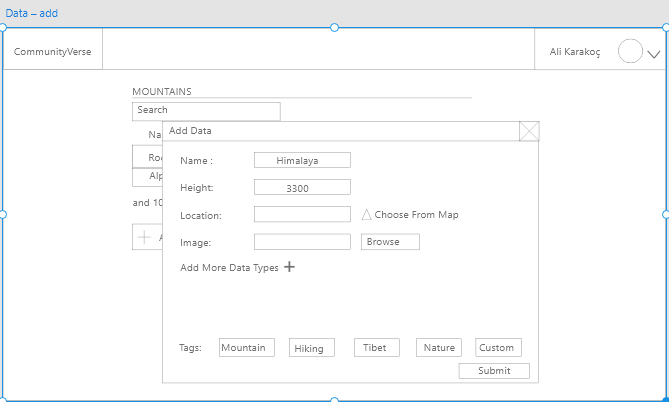 Data – add
CommunityVerse
Ali Karakoç
MOUNTAINS
Search
Add Data
Na
Name :
Himalaya
Roc
Alp
Height:
3300
and 10
Location:
Choose From Map
A
Image:
Browse
Add More Data Types
Tags:
Mountain
Hiking
Tibet
Nature
Custom
Submit